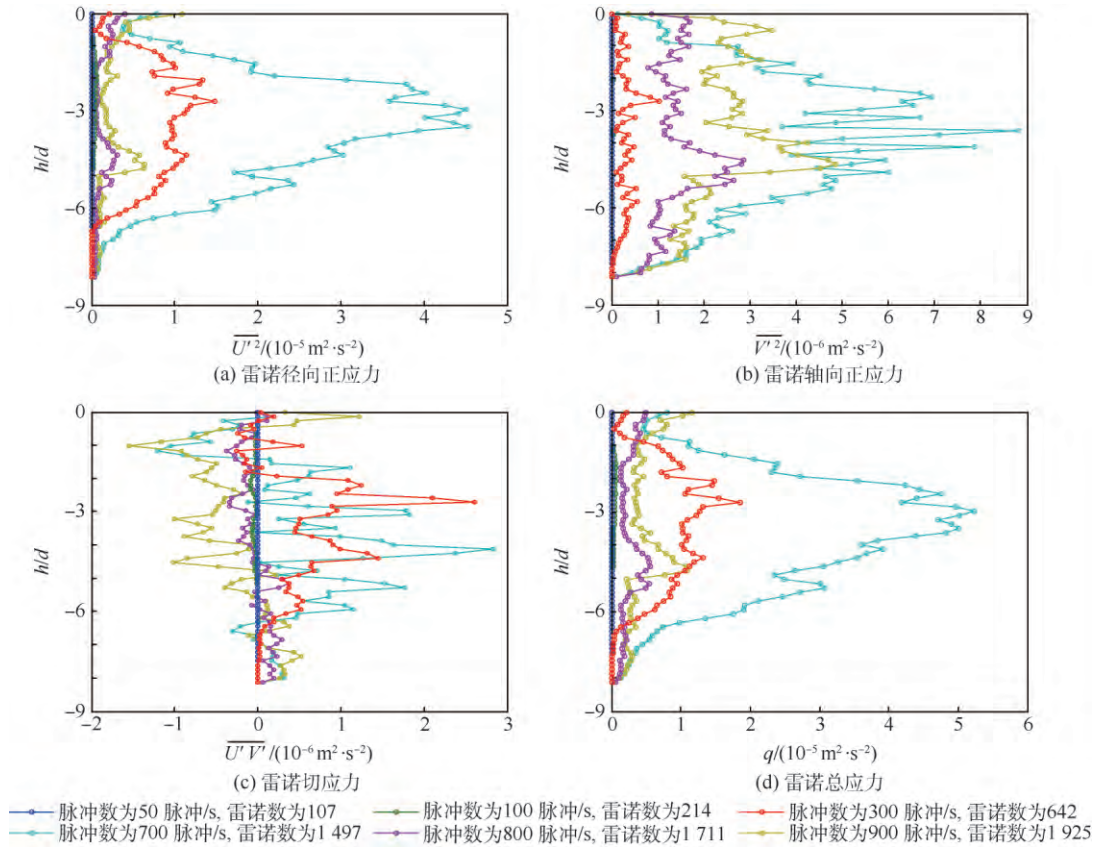 0
−3
−6
−9
h/d
0 1 2 3 4 5
U′²/(10⁻⁵ m²·s⁻²)
(a) 雷诺径向正应力
0
−3
−6
−9
h/d
0 1 2 3 4 5 6 7 8 9
V′²/(10⁻⁶ m²·s⁻²)
(b) 雷诺轴向正应力
0
−3
−6
−9
h/d
−2 −1 0 1 2 3
U′V′/(10⁻⁶ m²·s⁻²)
(c) 雷诺切应力
0
−3
−6
−9
h/d
0 1 2 3 4 5 6
q/(10⁻⁵ m²·s⁻²)
(d) 雷诺总应力
脉冲数为50 脉冲/s, 雷诺数为107 脉冲数为100 脉冲/s, 雷诺数为214 脉冲数为300 脉冲/s, 雷诺数为642
脉冲数为700 脉冲/s, 雷诺数为1 497 脉冲数为800 脉冲/s, 雷诺数为1 711 脉冲数为900 脉冲/s, 雷诺数为1 925